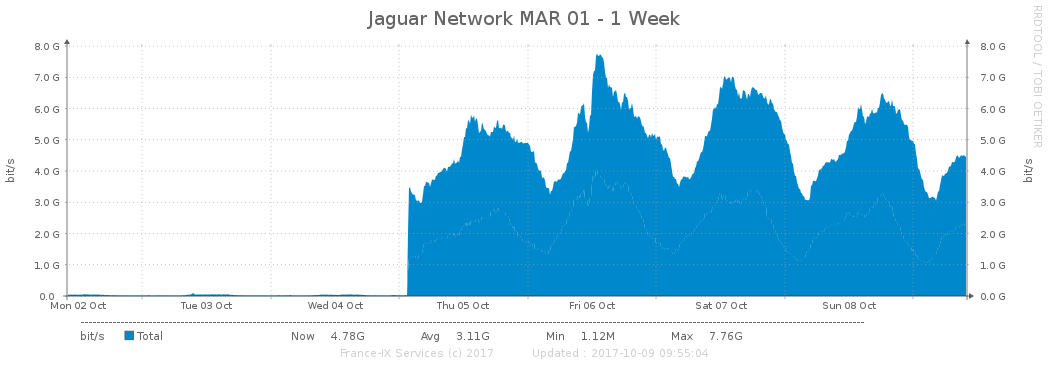 Jaguar Network MAR 01 - 1 Week
RRDTOOL / TOBI OETIKER
bit/s
8.0 G 8.0 G
7.0 G 7.0 G
6.0 G 6.0 G
5.0 G 5.0 G
4.0 G 4.0 G
3.0 G 3.0 G
2.0 G 2.0 G
1.0 G 1.0 G
0.0 0.0 G
bit/s
Mon 02 Oct Tue 03 Oct Wed 04 Oct Thu 05 Oct Fri 06 Oct Sat 07 Oct Sun 08 Oct
bit/s Total Now 4.78G Avg 3.11G Min 1.12M Max 7.76G
France-IX Services (c) 2017 Updated : 2017-10-09 09:55:04